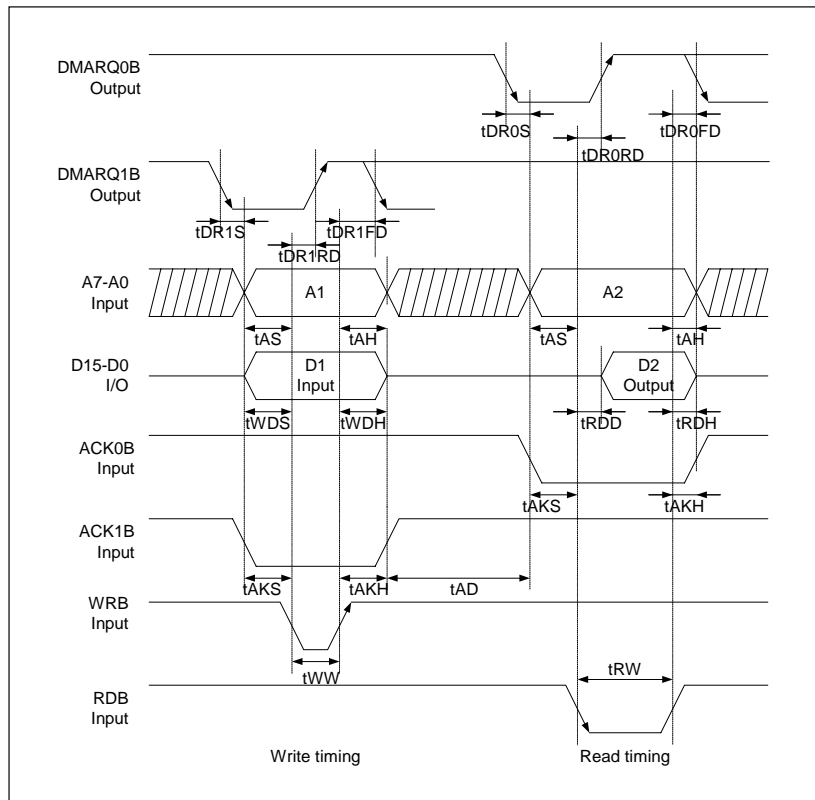 DMARQ0B
Output
tDR0S
tDR0FD
tDR0RD
DMARQ1B
Output
tDR1S
tDR1FD
tDR1RD
A7-A0
Input
A1
A2
tAS
tAH
tAS
tAH
D15-D0
I/O
D1
Input
D2
Output
tWDS
tWDH
tRDD
tRDH
ACK0B
Input
tAKS
tAKH
ACK1B
Input
tAKS
tAKH
tAD
WRB
Input
tWW
tRW
RDB
Input
Write timing
Read timing